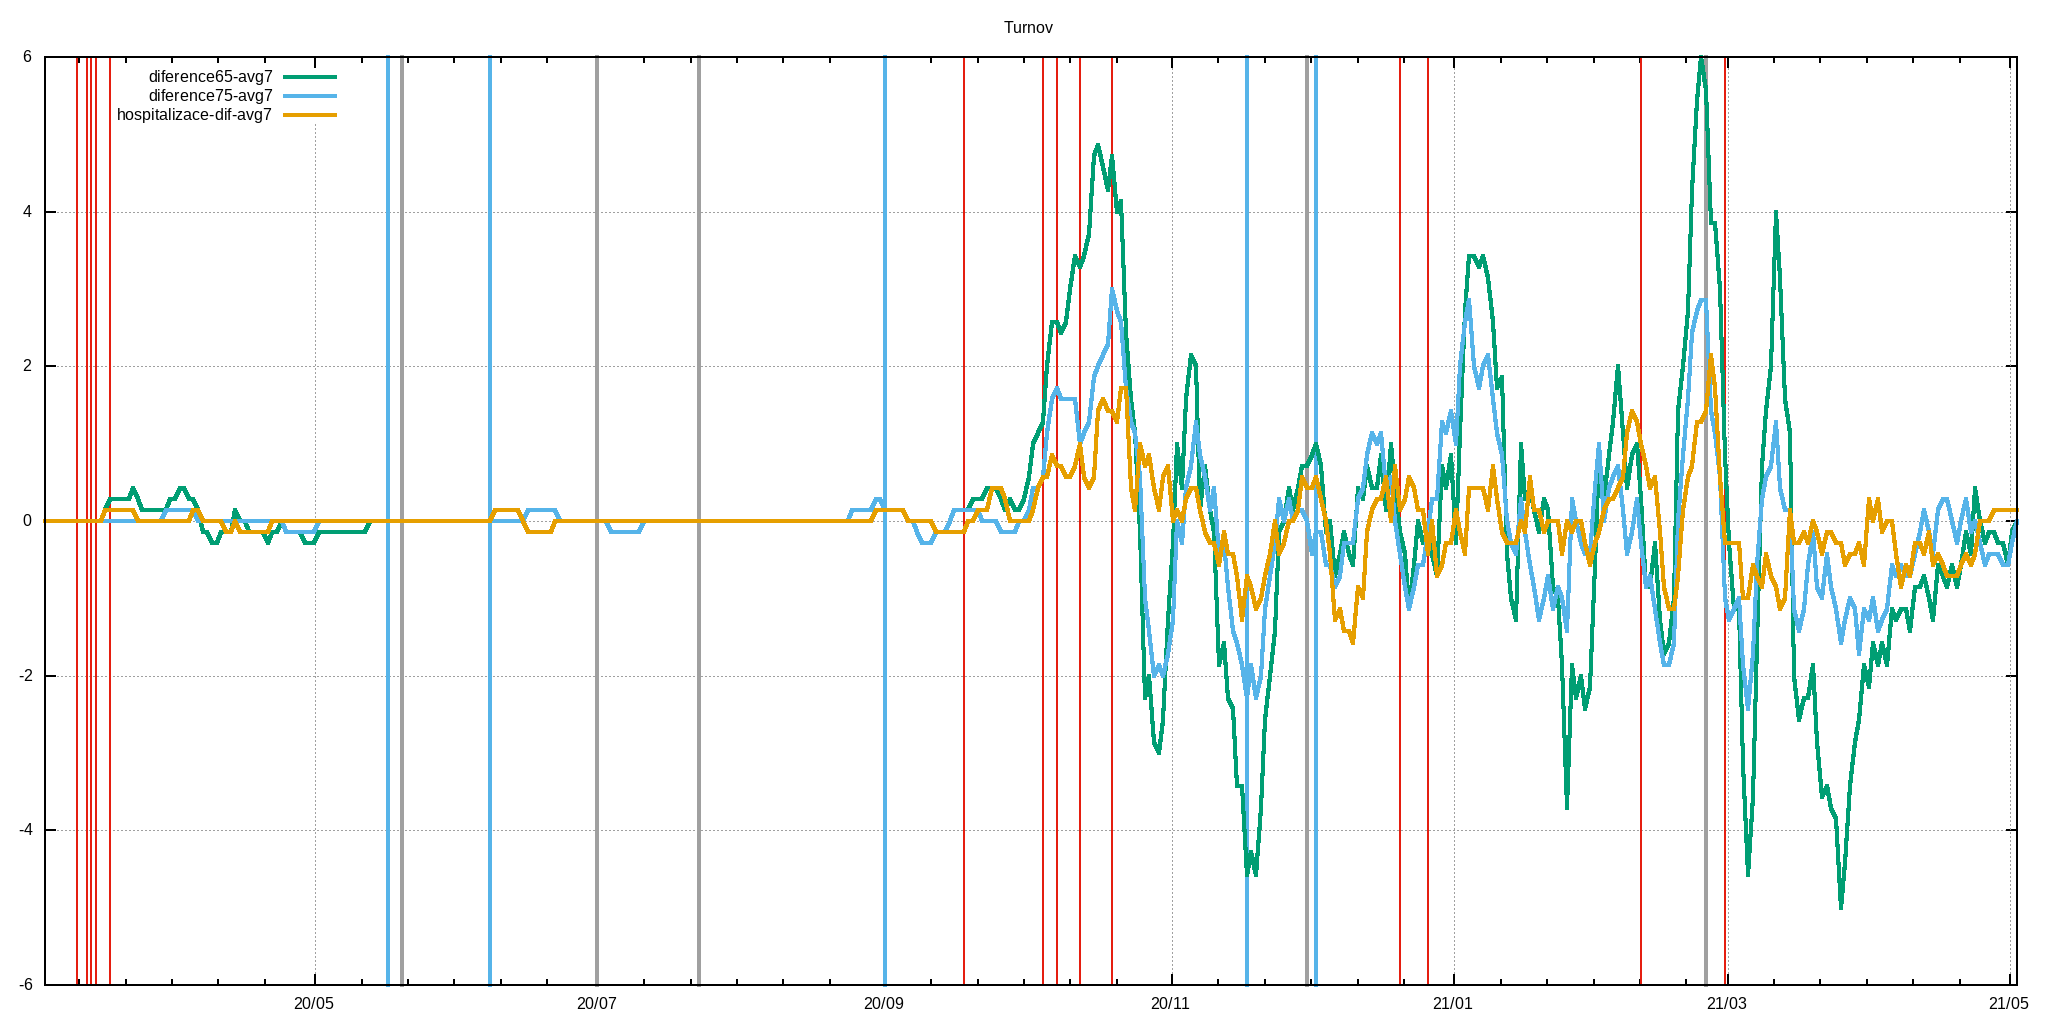 Turnov
6
diference65-avg7
diference75-avg7
hospitalizace-dif-avg7
4
2
0
-2
-4
-6
20/05 20/07 20/09 20/11 21/01 21/03 21/05